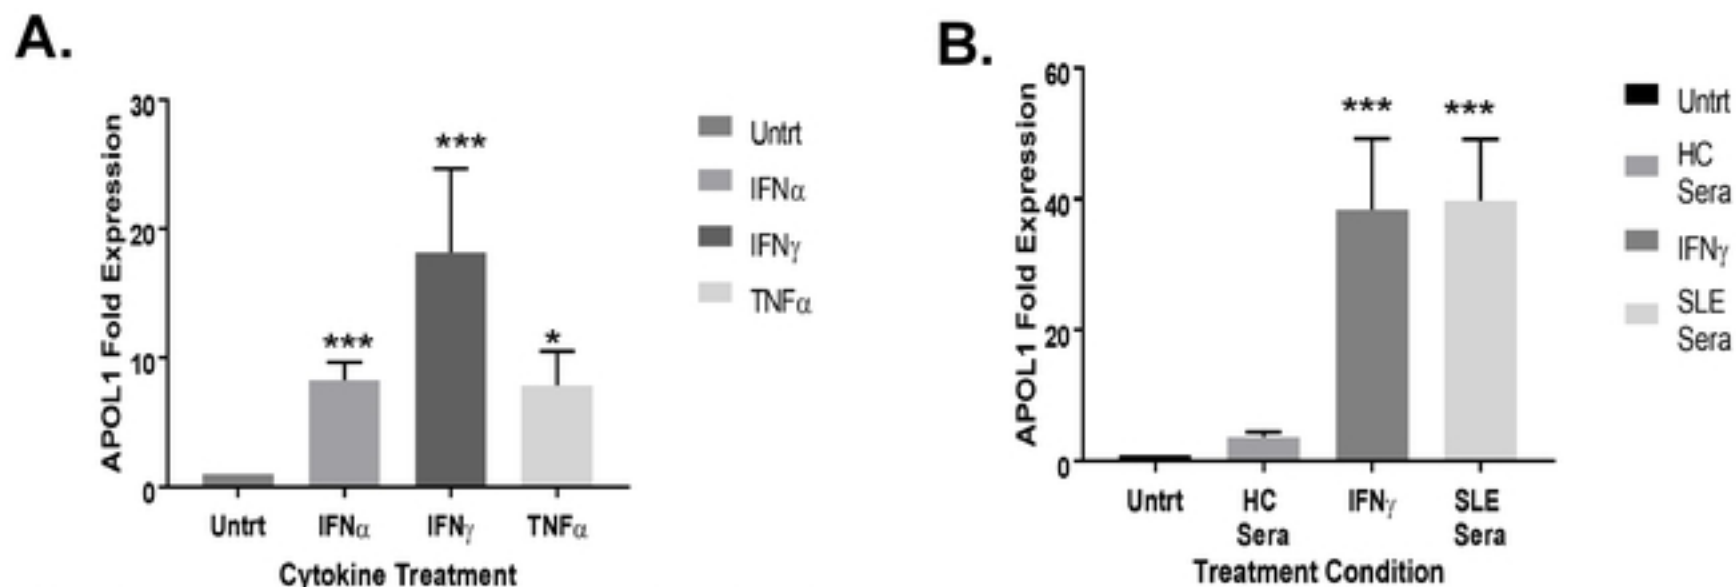 A.
APOL1 Fold Expression
30
20
10
0
***
***
*
Untrt
IFNα
IFNγ
TNFα
Cytokine Treatment
Untrt
IFNα
IFNγ
TNFα
B.
APOL1 Fold Expression
60
40
20
0
***
***
Untrt
HC
Sera
IFNγ
SLE
Sera
Treatment Condition
Untrt
HC
Sera
IFNγ
SLE
Sera